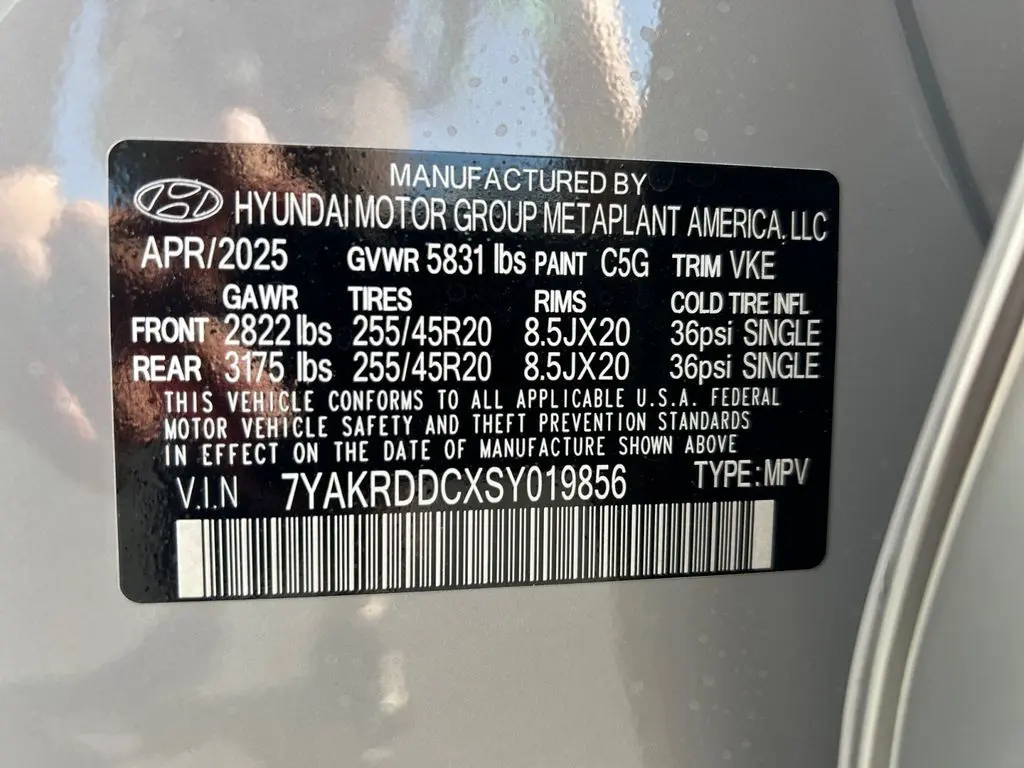 MANUFACTURED BY
HYUNDAI MOTOR GROUP METAPLANT AMERICA, LLC
APR/2025 GVWR 5831 lbs PAINT C5G TRIM VKE
GAWR TIRES RIMS COLD TIRE INFL
FRONT 2822 lbs 255/45R20 8.5JX20 36psi SINGLE
REAR 3175 lbs 255/45R20 8.5JX20 36psi SINGLE
THIS VEHICLE CONFORMS TO ALL APPLICABLE U.S.A. FEDERAL
MOTOR VEHICLE SAFETY AND THEFT PREVENTION STANDARDS
IN EFFECT ON THE DATE OF MANUFACTURE SHOWN ABOVE
V.I.N 7YAKRDDCXSY019856 TYPE:MPV